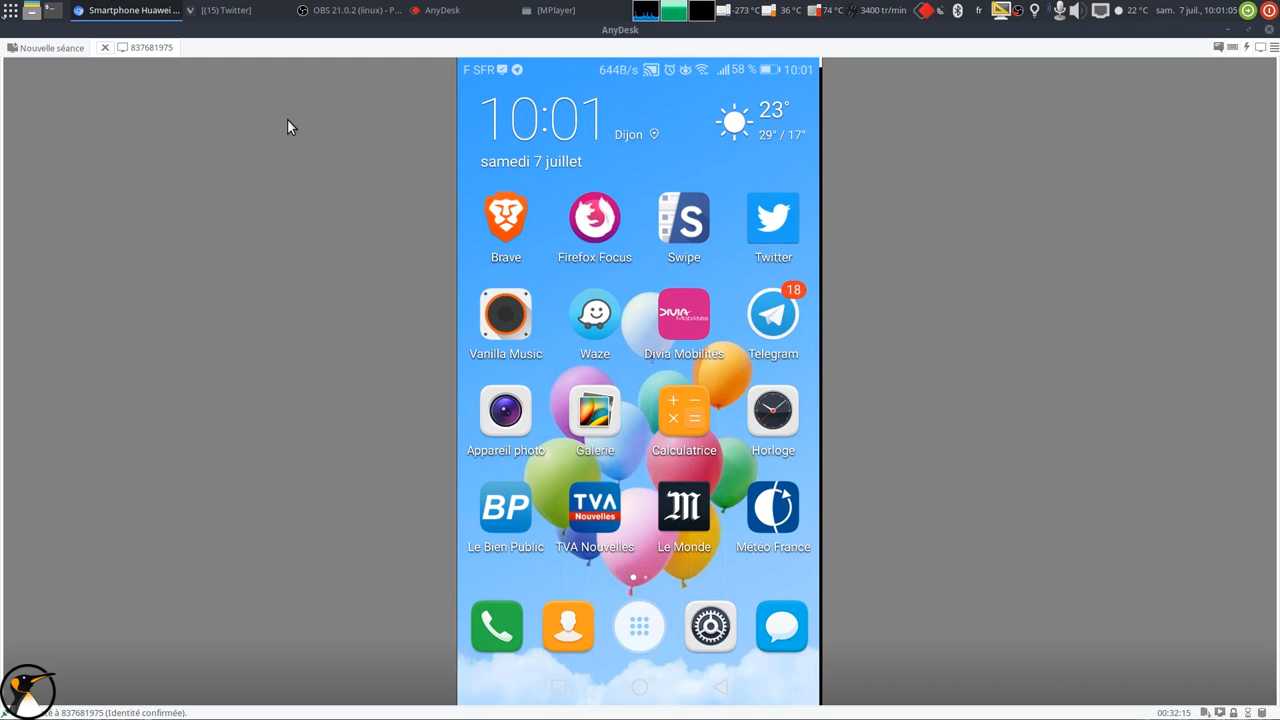 Smartphone Huawei ... [(15) Twitter] OBS 21.0.2 (linux) - P... AnyDesk [MPlayer] -273 °C 36 °C 74 °C 3400 tr/min fr 22 °C sam. 7 juil., 10:01:05
AnyDesk
Nouvelle séance 837681975
F SFR 644B/s 58 % 10:01
10:01 Dijon 23°
29° / 17°
samedi 7 juillet
S
Brave Firefox Focus Swipe Twitter
18
DIVIA Mobilités
Vanilla Music Waze Divia Mobilités Telegram
Appareil photo Galerie Calculatrice Horloge
BP TVA Nouvelles M
Le Bien Public TVA Nouvelles Le Monde Météo France
é à 837681975 (Identité confirmée). 00:32:15